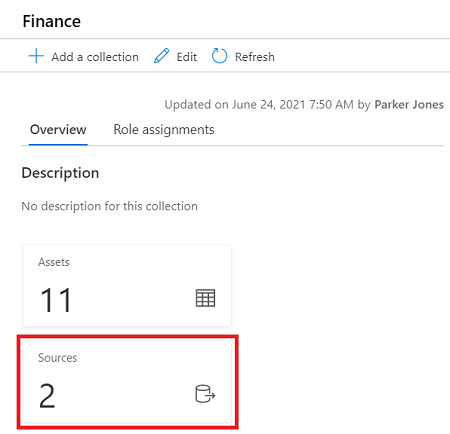 Finance
Add a collection Edit Refresh
Updated on June 24, 2021 7:50 AM by Parker Jones
Overview Role assignments
Description
No description for this collection
Assets
11
Sources
2